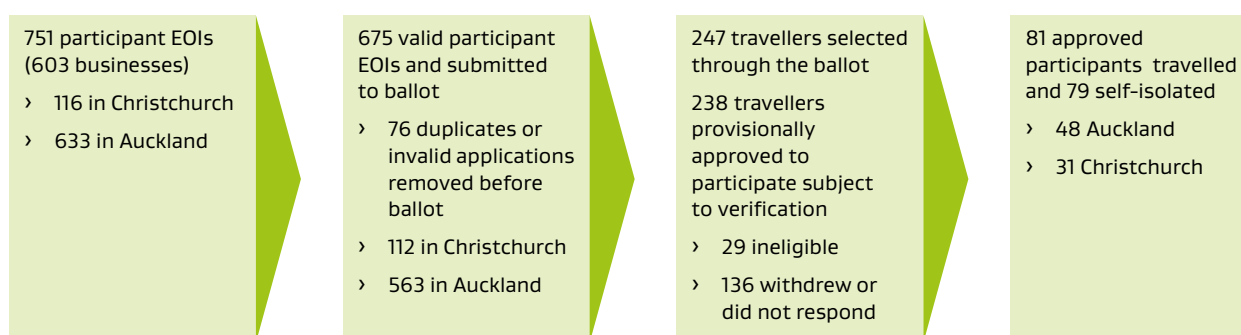 751 participant EOIs
(603 businesses)
› 116 in Christchurch
› 633 in Auckland
675 valid participant
EOIs and submitted
to ballot
› 76 duplicates or
invalid applications
removed before
ballot
› 112 in Christchurch
› 563 in Auckland
247 travellers selected
through the ballot
238 travellers
provisionally
approved to
participate subject
to verification
› 29 ineligible
› 136 withdrew or
did not respond
81 approved
participants travelled
and 79 self-isolated
› 48 Auckland
› 31 Christchurch